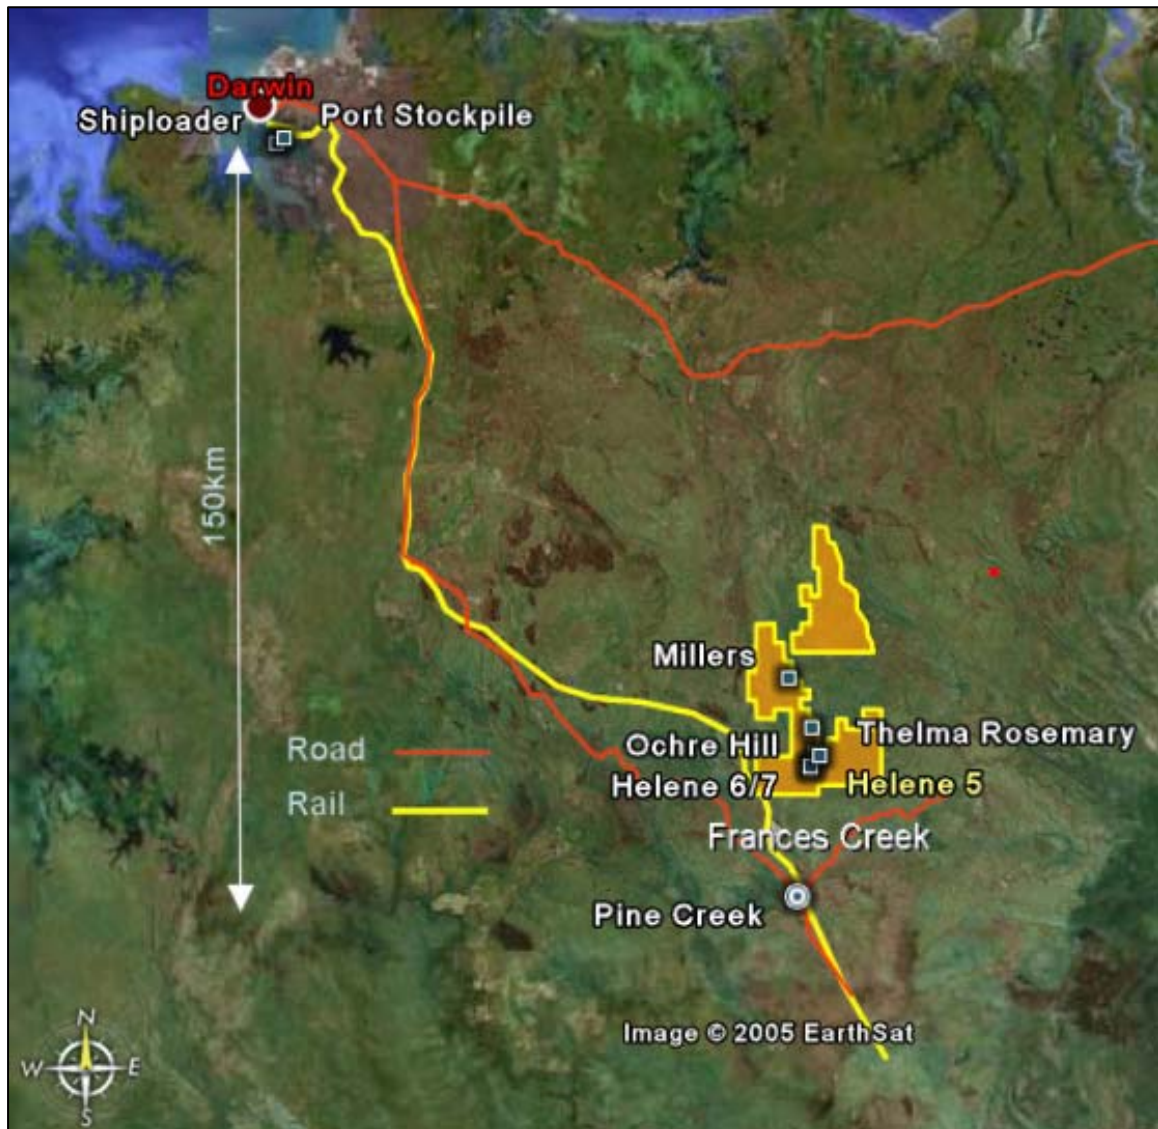 Darwin
Shiploader
Port Stockpile
150km
Millers
Road
Ochre Hill
Thelma Rosemary
Rail
Helene 6/7
Helene 5
Frances Creek
Pine Creek
Image © 2005 EarthSat
N
W
E
S